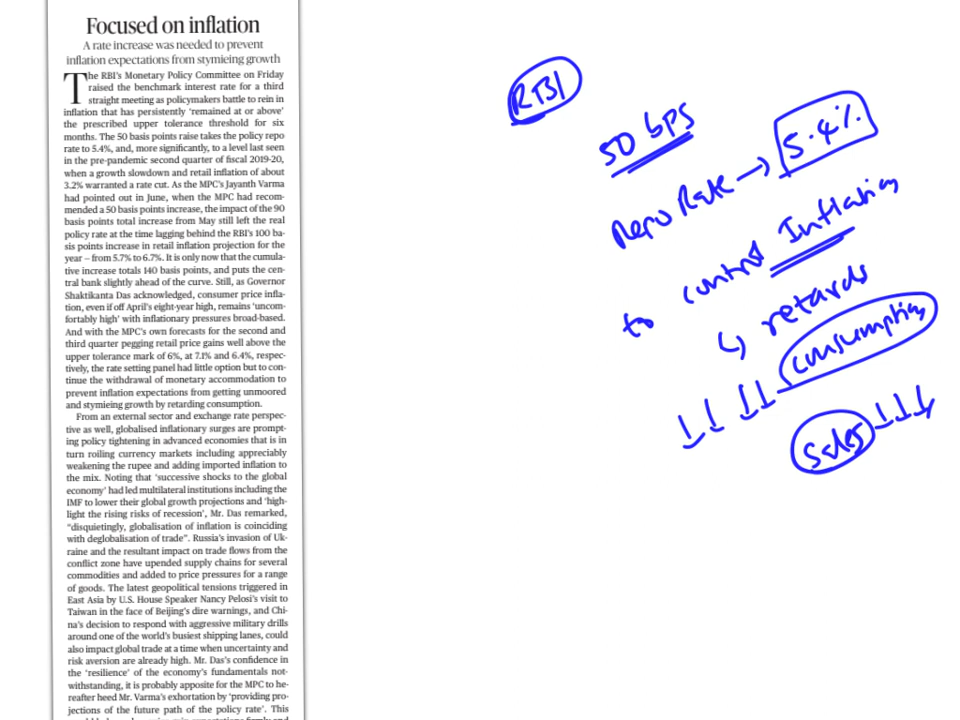 Focused on inflation
A rate increase was needed to prevent
inflation expectations from stymieing growth
The RBI's Monetary Policy Committee on Friday
raised the benchmark interest rate for a third
straight meeting as policymakers battle to rein in
inflation that has persistently 'remained at or above'
the prescribed upper tolerance threshold for six
months. The 50 basis points raise takes the policy repo
rate to 5.4%, and, more significantly, to a level last seen
in the pre-pandemic second quarter of fiscal 2019-20,
when a growth slowdown and retail inflation of about
3.2% warranted a rate cut. As the MPC's Jayanth Varma
had pointed out in June, when the MPC had recom-
mended a 50 basis points increase, the impact of the 90
basis points total increase from May still left the real
policy rate at the time lagging behind the RBI's 100 ba-
sis points increase in retail inflation projection for the
year – from 5.7% to 6.7%. It is only now that the cumula-
tive increase totals 140 basis points, and puts the cen-
tral bank slightly ahead of the curve. Still, as Governor
Shaktikanta Das acknowledged, consumer price infla-
tion, even if off April's eight-year high, remains 'uncom-
fortably high' with inflationary pressures broad-based.
And with the MPC's own forecasts for the second and
third quarter pegging retail price gains well above the
upper tolerance mark of 6%, at 7.1% and 6.4%, respec-
tively, the rate setting panel had little option but to con-
tinue the withdrawal of monetary accommodation to
prevent inflation expectations from getting unmoored
and stymieing growth by retarding consumption.
From an external sector and exchange rate perspec-
tive as well, globalised inflationary surges are prompt-
ing policy tightening in advanced economies that is in
turn roiling currency markets including appreciably
weakening the rupee and adding imported inflation to
the mix. Noting that 'successive shocks to the global
economy' had led multilateral institutions including the
IMF to lower their global growth projections and 'high-
light the rising risks of recession', Mr. Das remarked,
"disquietingly, globalisation of inflation is coinciding
with deglobalisation of trade". Russia's invasion of Uk-
raine and the resultant impact on trade flows from the
conflict zone have upended supply chains for several
commodities and added to price pressures for a range
of goods. The latest geopolitical tensions triggered in
East Asia by U.S. House Speaker Nancy Pelosi's visit to
Taiwan in the face of Beijing's dire warnings, and Chi-
na's decision to respond with aggressive military drills
around one of the world's busiest shipping lanes, could
also impact global trade at a time when uncertainty and
risk aversion are already high. Mr. Das's confidence in
the 'resilience' of the economy's fundamentals not-
withstanding, it is probably apposite for the MPC to he-
reafter heed Mr. Varma's exhortation by 'providing pro-
jections of the future path of the policy rate'. This
RBI
50 bps
Repo Rate → 5.4%
to control Inflation
↳ retards
consumption
Sales